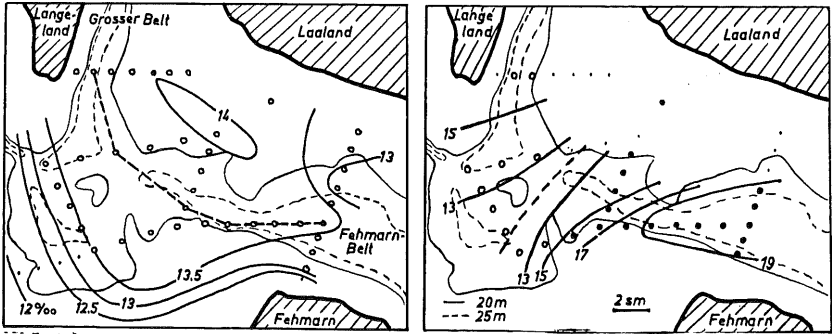 Lange-
land
Grosser Belt
Laaland
14
13
Fehmarn-
Belt
13.5
13
12.5
12‰
Fehmarn
Lange
land
Laaland
15
13
17
13 15
19
20m
25m
2 sm
Fehmarn